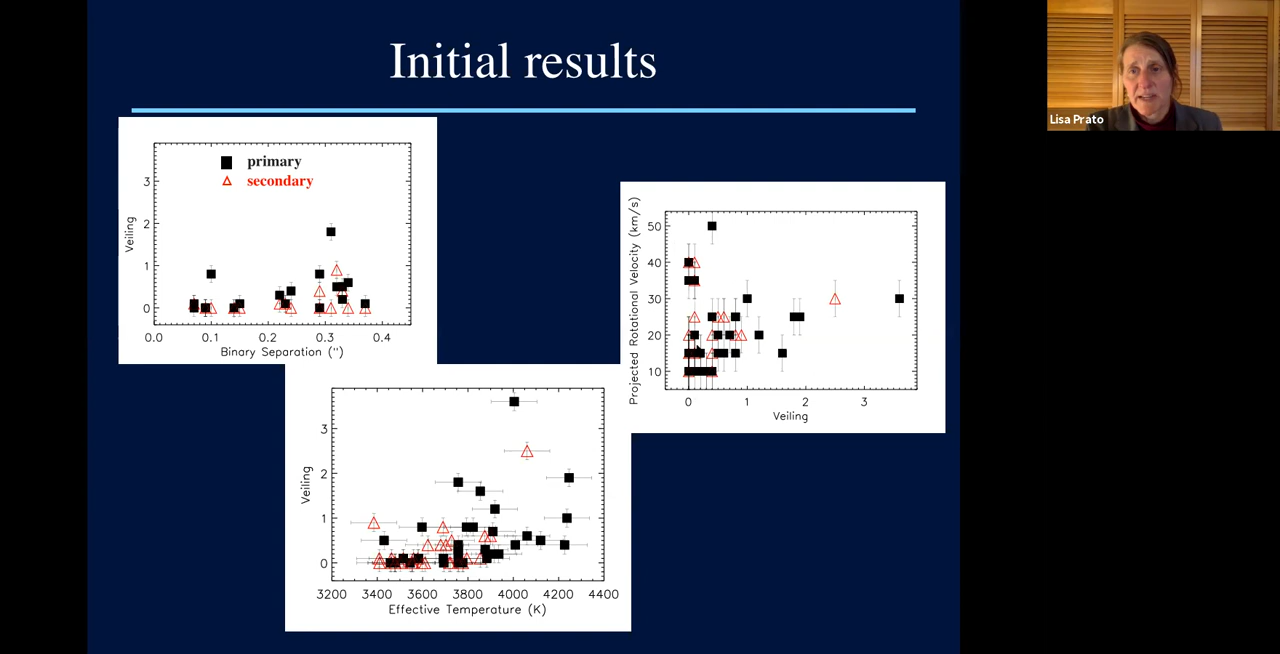 Initial results
Lisa Prato
primary
secondary
3
2
1
0
Veiling
0.0 0.1 0.2 0.3 0.4
Binary Separation (")
50
40
30
20
10
Projected Rotational Velocity (km/s)
0 1 2 3
Veiling
3
2
1
0
Veiling
3200 3400 3600 3800 4000 4200 4400
Effective Temperature (K)